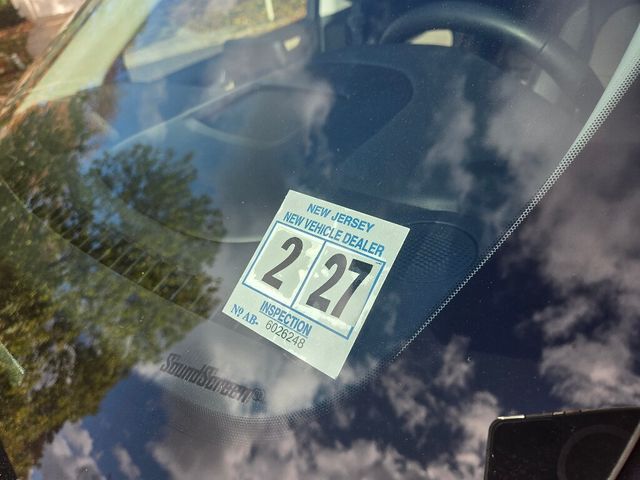 NEW JERSEY
NEW VEHICLE DEALER
2 27
INSPECTION
Nº AB- 6026248
SoundScreen®